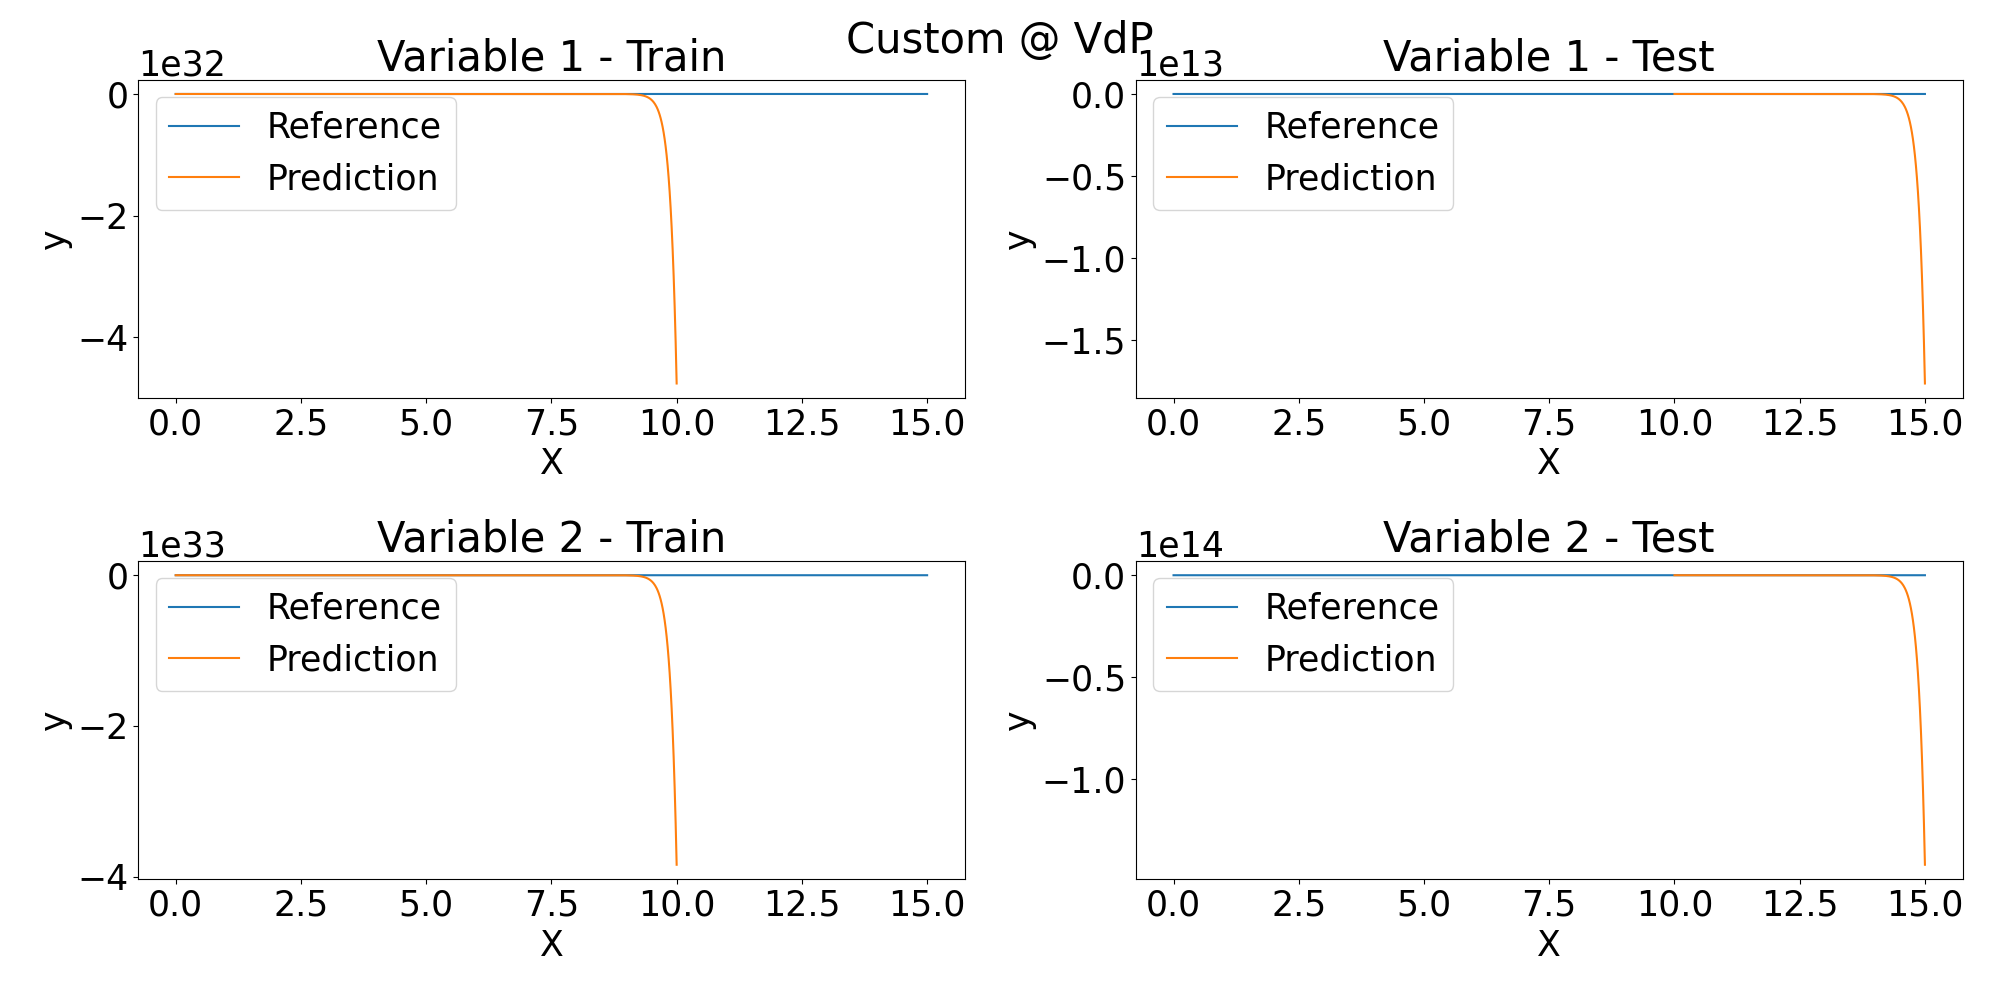 Custom @ VdP
Variable 1 - Train
1e32
0
−2
−4
y
Reference
Prediction
0.0 2.5 5.0 7.5 10.0 12.5 15.0
X
Variable 1 - Test
1e13
0.0
−0.5
−1.0
−1.5
y
Reference
Prediction
0.0 2.5 5.0 7.5 10.0 12.5 15.0
X
Variable 2 - Train
1e33
0
−2
−4
y
Reference
Prediction
0.0 2.5 5.0 7.5 10.0 12.5 15.0
X
Variable 2 - Test
1e14
0.0
−0.5
−1.0
y
Reference
Prediction
0.0 2.5 5.0 7.5 10.0 12.5 15.0
X